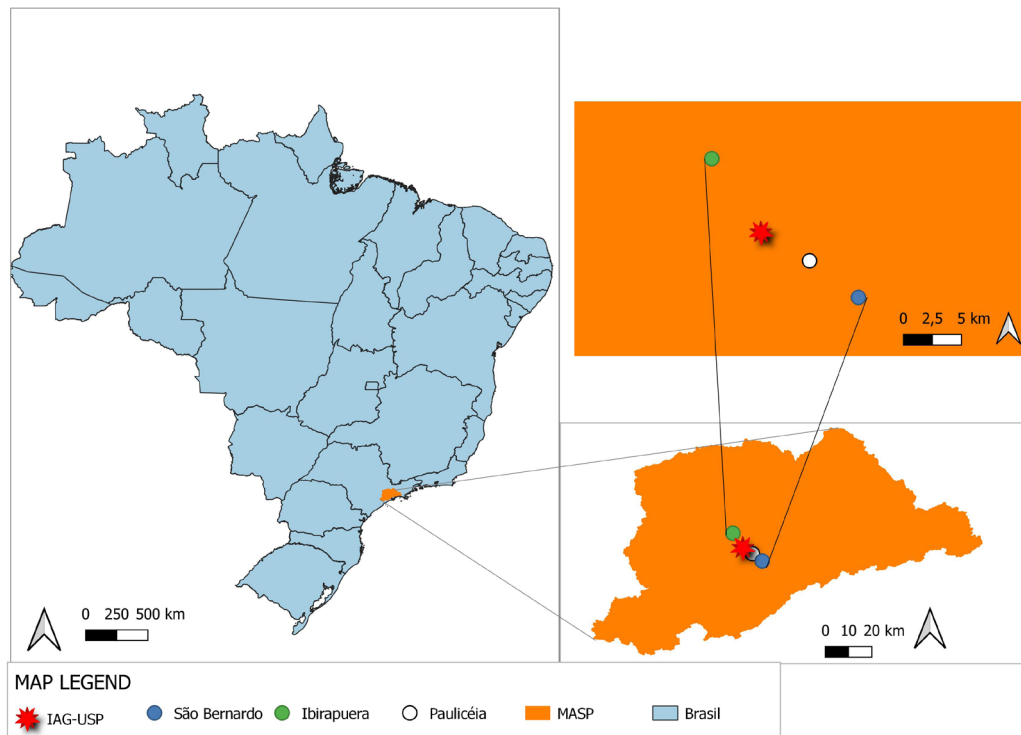 0 2,5 5 km
0 250 500 km
0 10 20 km
MAP LEGEND
IAG-USP São Bernardo Ibirapuera Paulicéia MASP Brasil